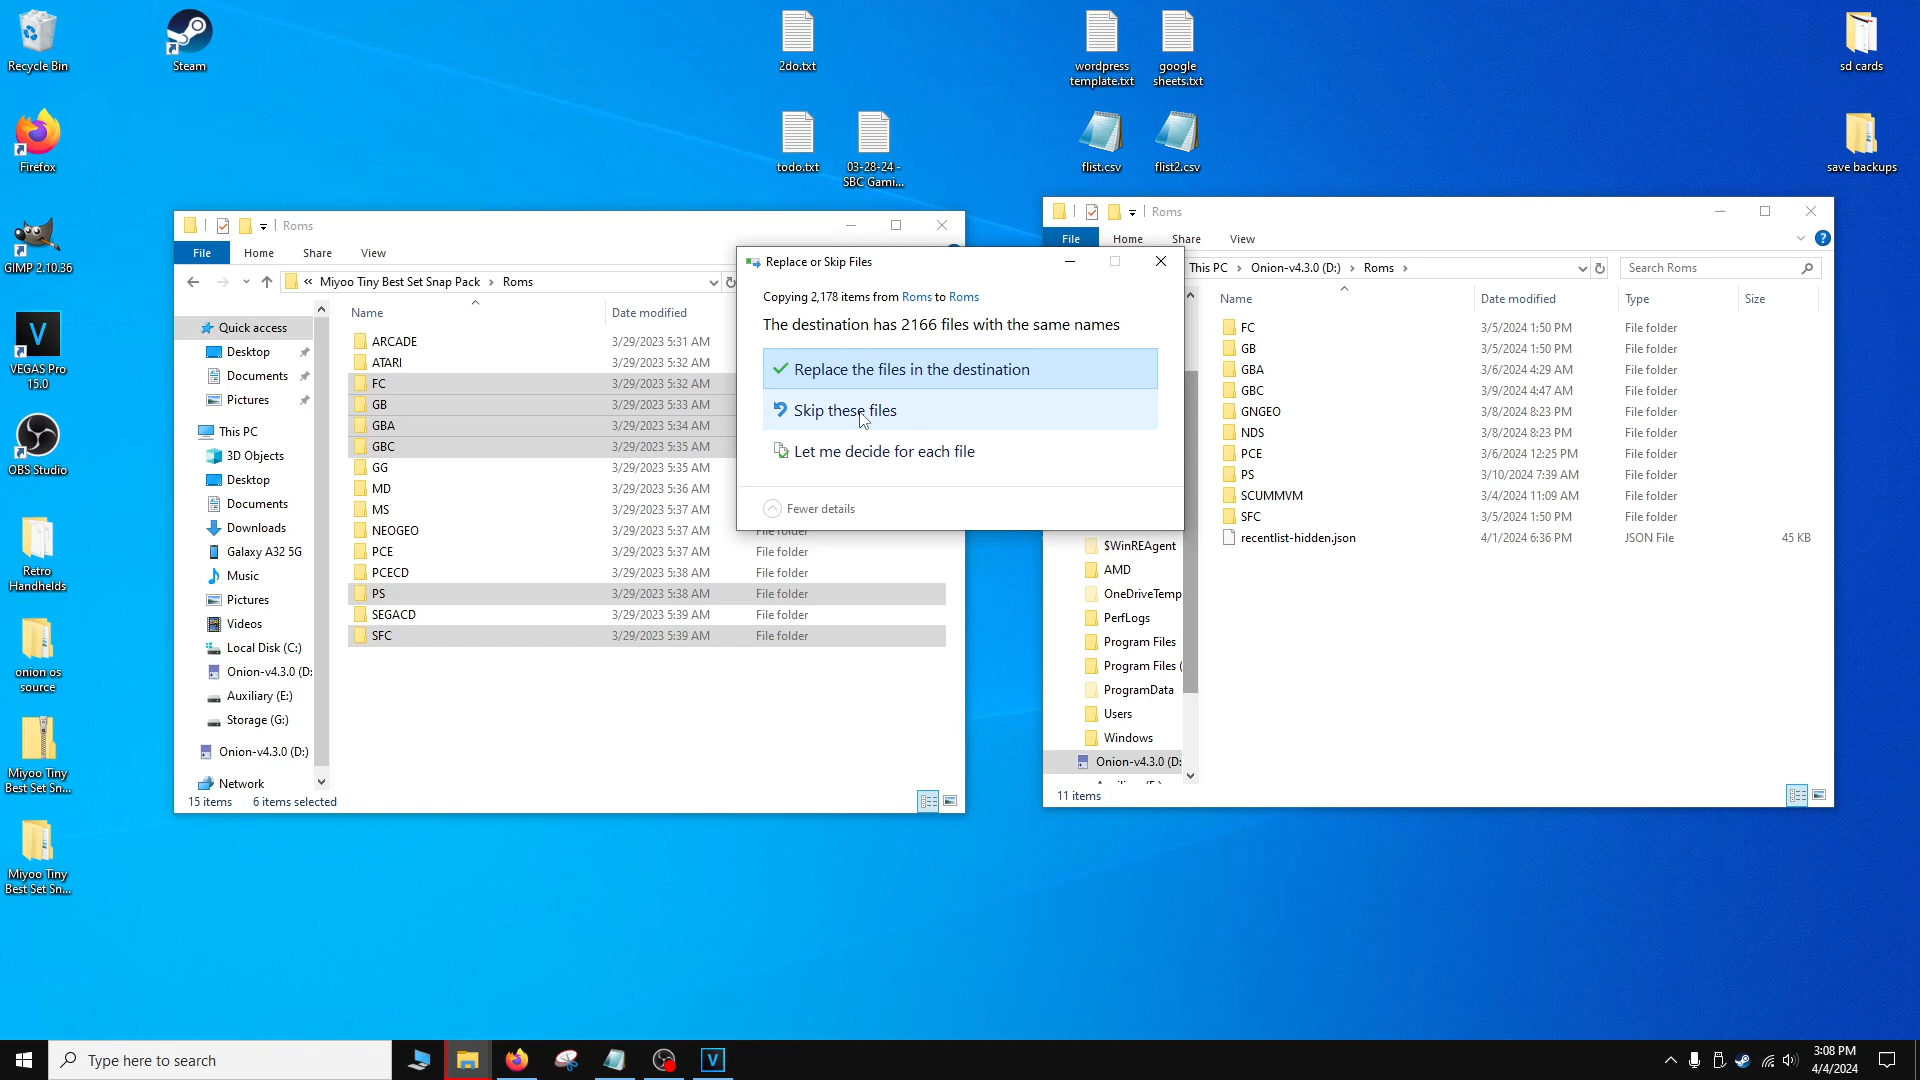 Recycle Bin
Steam
2do.txt
wordpress
template.txt
google
sheets.txt
sd cards
Firefox
todo.txt
03-28-24 -
SBC Gami...
flist.csv
flist2.csv
save backups
GIMP 2.10.36
VEGAS Pro
15.0
OBS Studio
Retro
Handhelds
onion os
source
Miyoo Tiny
Best Set Sn...
Miyoo Tiny
Best Set Sn...
Roms
File Home Share View
« Miyoo Tiny Best Set Snap Pack › Roms
Quick access
Desktop
Documents
Pictures
This PC
3D Objects
Desktop
Documents
Downloads
Galaxy A32 5G
Music
Pictures
Videos
Local Disk (C:)
Onion-v4.3.0 (D:
Auxiliary (E:)
Storage (G:)
Onion-v4.3.0 (D:)
Network
Name Date modified
ARCADE 3/29/2023 5:31 AM
ATARI 3/29/2023 5:32 AM
FC 3/29/2023 5:32 AM
GB 3/29/2023 5:33 AM
GBA 3/29/2023 5:34 AM
GBC 3/29/2023 5:35 AM
GG 3/29/2023 5:35 AM
MD 3/29/2023 5:36 AM
MS 3/29/2023 5:37 AM
NEOGEO 3/29/2023 5:37 AM File folder
PCE 3/29/2023 5:37 AM File folder
PCECD 3/29/2023 5:38 AM File folder
PS 3/29/2023 5:38 AM File folder
SEGACD 3/29/2023 5:39 AM File folder
SFC 3/29/2023 5:39 AM File folder
15 items 6 items selected
Replace or Skip Files
Copying 2,178 items from Roms to Roms
The destination has 2166 files with the same names
Replace the files in the destination
Skip these files
Let me decide for each file
Fewer details
Roms
File Home Share View
This PC › Onion-v4.3.0 (D:) › Roms ›
Search Roms
$WinREAgent
AMD
OneDriveTemp
PerfLogs
Program Files
Program Files (
ProgramData
Users
Windows
Onion-v4.3.0 (D:
Name Date modified Type Size
FC 3/5/2024 1:50 PM File folder
GB 3/5/2024 1:50 PM File folder
GBA 3/6/2024 4:29 AM File folder
GBC 3/9/2024 4:47 AM File folder
GNGEO 3/8/2024 8:23 PM File folder
NDS 3/8/2024 8:23 PM File folder
PCE 3/6/2024 12:25 PM File folder
PS 3/10/2024 7:39 AM File folder
SCUMMVM 3/4/2024 11:09 AM File folder
SFC 3/5/2024 1:50 PM File folder
recentlist-hidden.json 4/1/2024 6:36 PM JSON File 45 KB
11 items
Type here to search
3:08 PM
4/4/2024